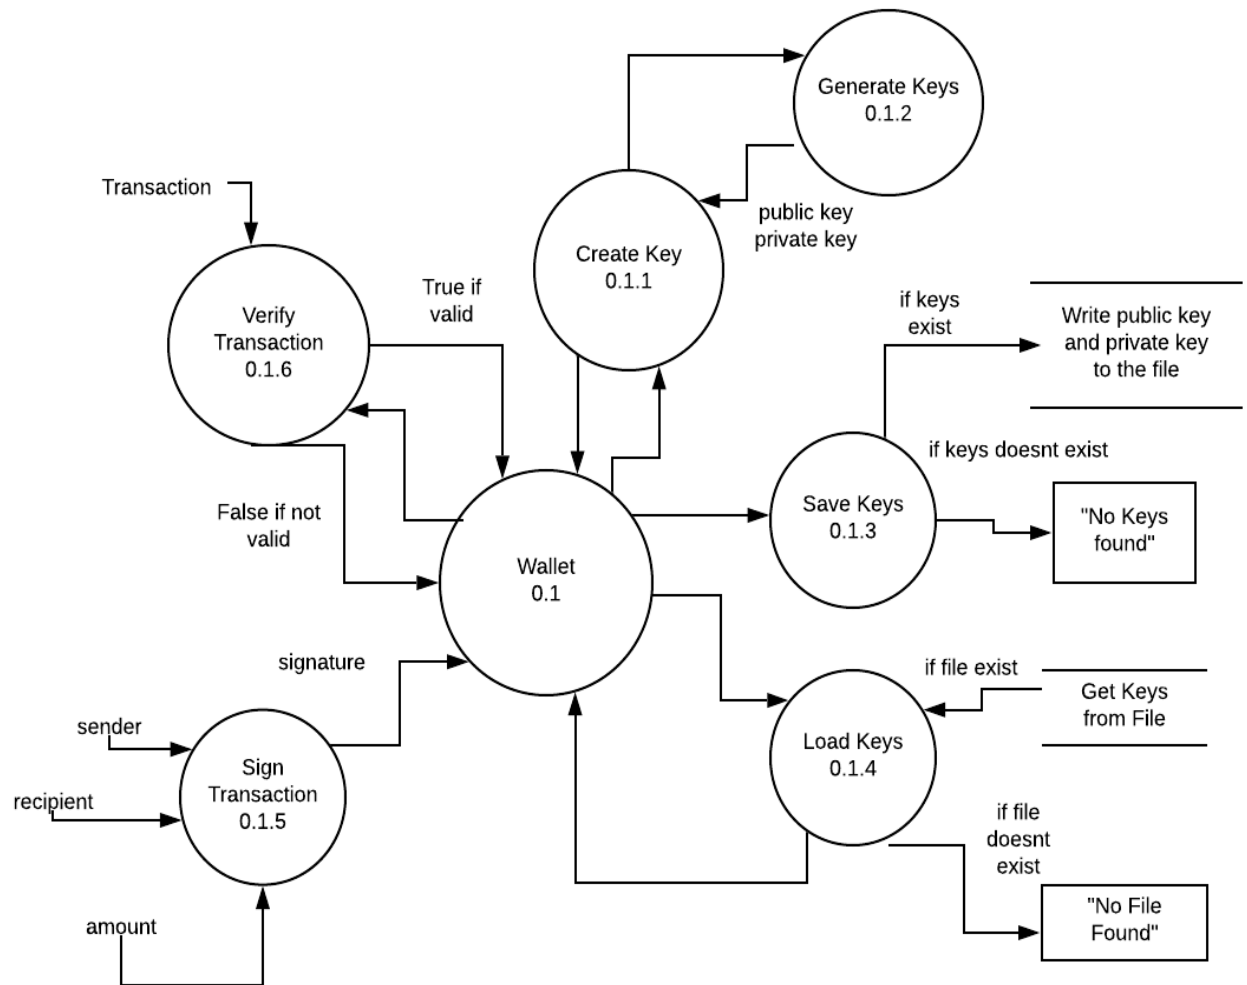 Generate Keys
0.1.2
Transaction
public key
private key
Create Key
0.1.1
True if
valid
Verify
Transaction
0.1.6
if keys
exist
Write public key
and private key
to the file
if keys doesnt exist
Save Keys
0.1.3
"No Keys
found"
False if not
valid
Wallet
0.1
signature
if file exist
Get Keys
from File
Load Keys
0.1.4
sender
recipient
Sign
Transaction
0.1.5
if file
doesnt
exist
amount
"No File
Found"